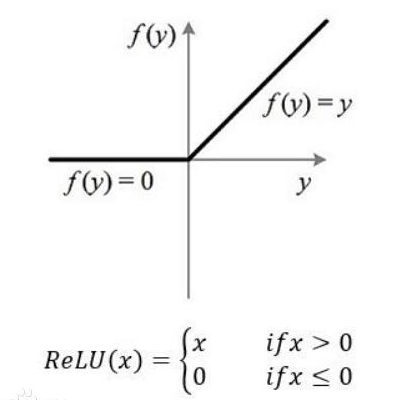 f(y)
f(y) = y
f(y) = 0
y
ReLU(x) = { x if x > 0
0 if x ≤ 0